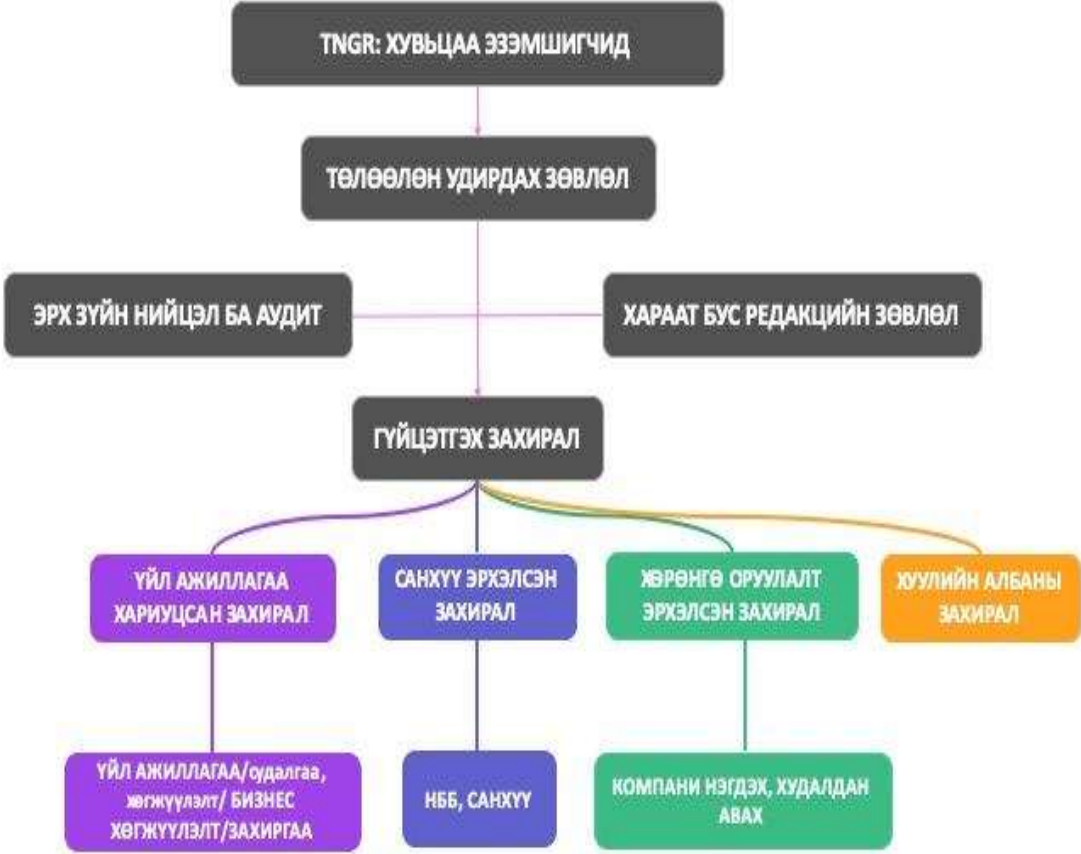 TNGR: ХУВЬЦАА ЭЗЭМШИГЧИД
ТӨЛӨӨЛӨН УДИРДАХ ЗӨВЛӨЛ
ЭРХ ЗҮЙН НИЙЦЭЛ БА АУДИТ
ХАРААТ БУС РЕДАКЦИЙН ЗӨВЛӨЛ
ГҮЙЦЭТГЭХ ЗАХИРАЛ
ҮЙЛ АЖИЛЛАГАА
ХАРИУЦСАН ЗАХИРАЛ
САНХҮҮ ЭРХЭЛСЭН
ЗАХИРАЛ
ХӨРӨНГӨ ОРУУЛАЛТ
ЭРХЭЛСЭН ЗАХИРАЛ
ХУУЛИЙН АЛБАНЫ
ЗАХИРАЛ
ҮЙЛ АЖИЛЛАГАА/судалгаа,
хөгжүүлэлт/ БИЗНЕС
ХӨГЖҮҮЛЭЛТ/ЗАХИРГАА
НББ, САНХҮҮ
КОМПАНИ НЭГДЭХ, ХУДАЛДАН
АВАХ